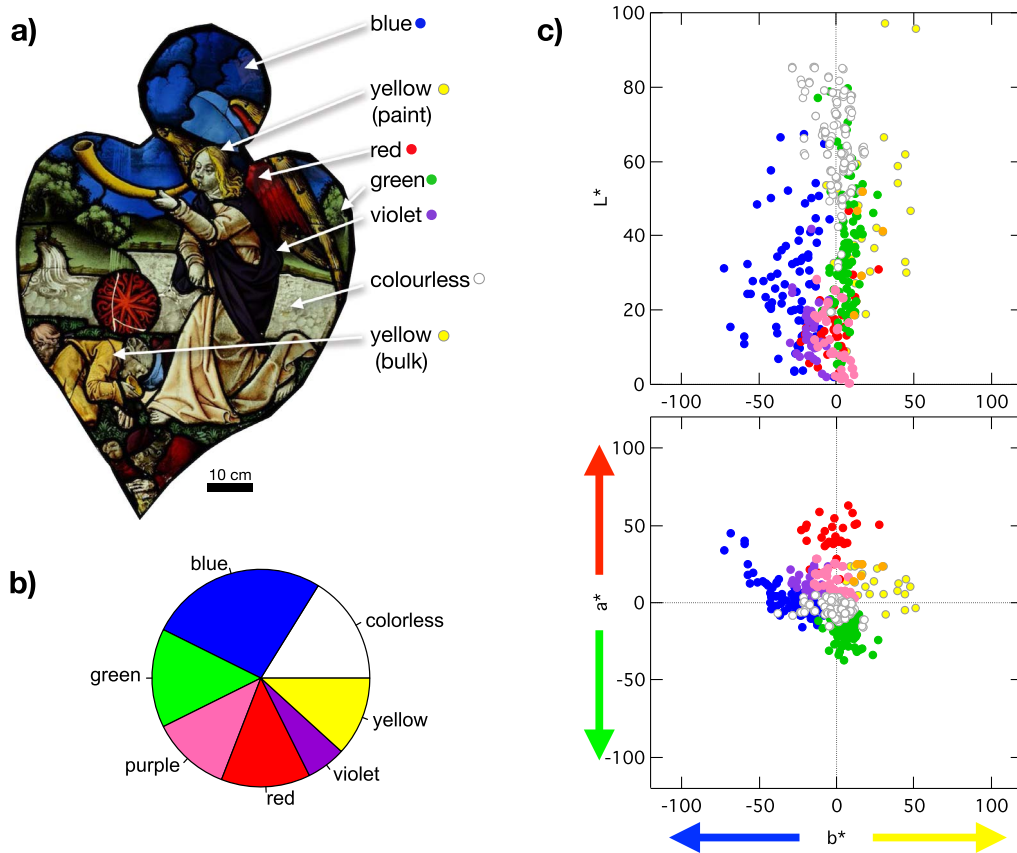 a)
blue
yellow
(paint)
red
green
violet
colourless
yellow
(bulk)
10 cm
b)
blue
colorless
green
yellow
purple
violet
red
c)
100
80
60
40
20
0
L*
-100
-50
0
50
100
100
50
0
-50
-100
a*
-100
-50
0
50
100
b*